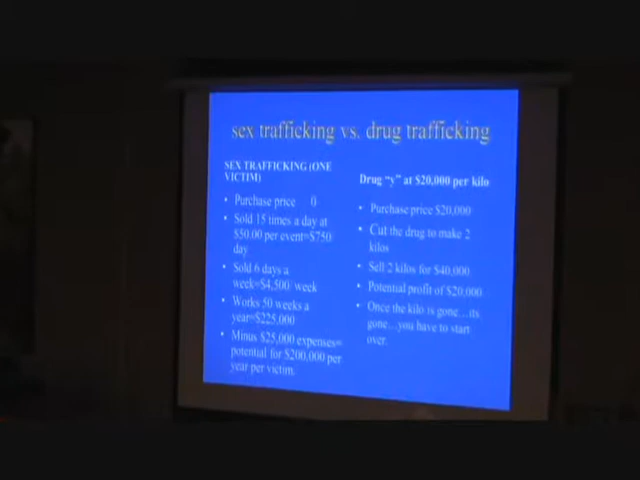 sex trafficking vs. drug trafficking
SEX TRAFFICKING (ONE
VICTIM)
• Purchase price 0
• Sold 15 times a day at
$50.00 per event=$750
day
• Sold 6 days a
week=$4,500/ week
• Works 50 weeks a
year=$225,000
• Minus $25,000 expenses=
potential for $200,000 per
year per victim.
Drug "y" at $20,000 per kilo
• Purchase price $20,000
• Cut the drug to make 2
kilos
• Sell 2 kilos for $40,000
• Potential profit of $20,000
• Once the kilo is gone...its
gone...you have to start
over.